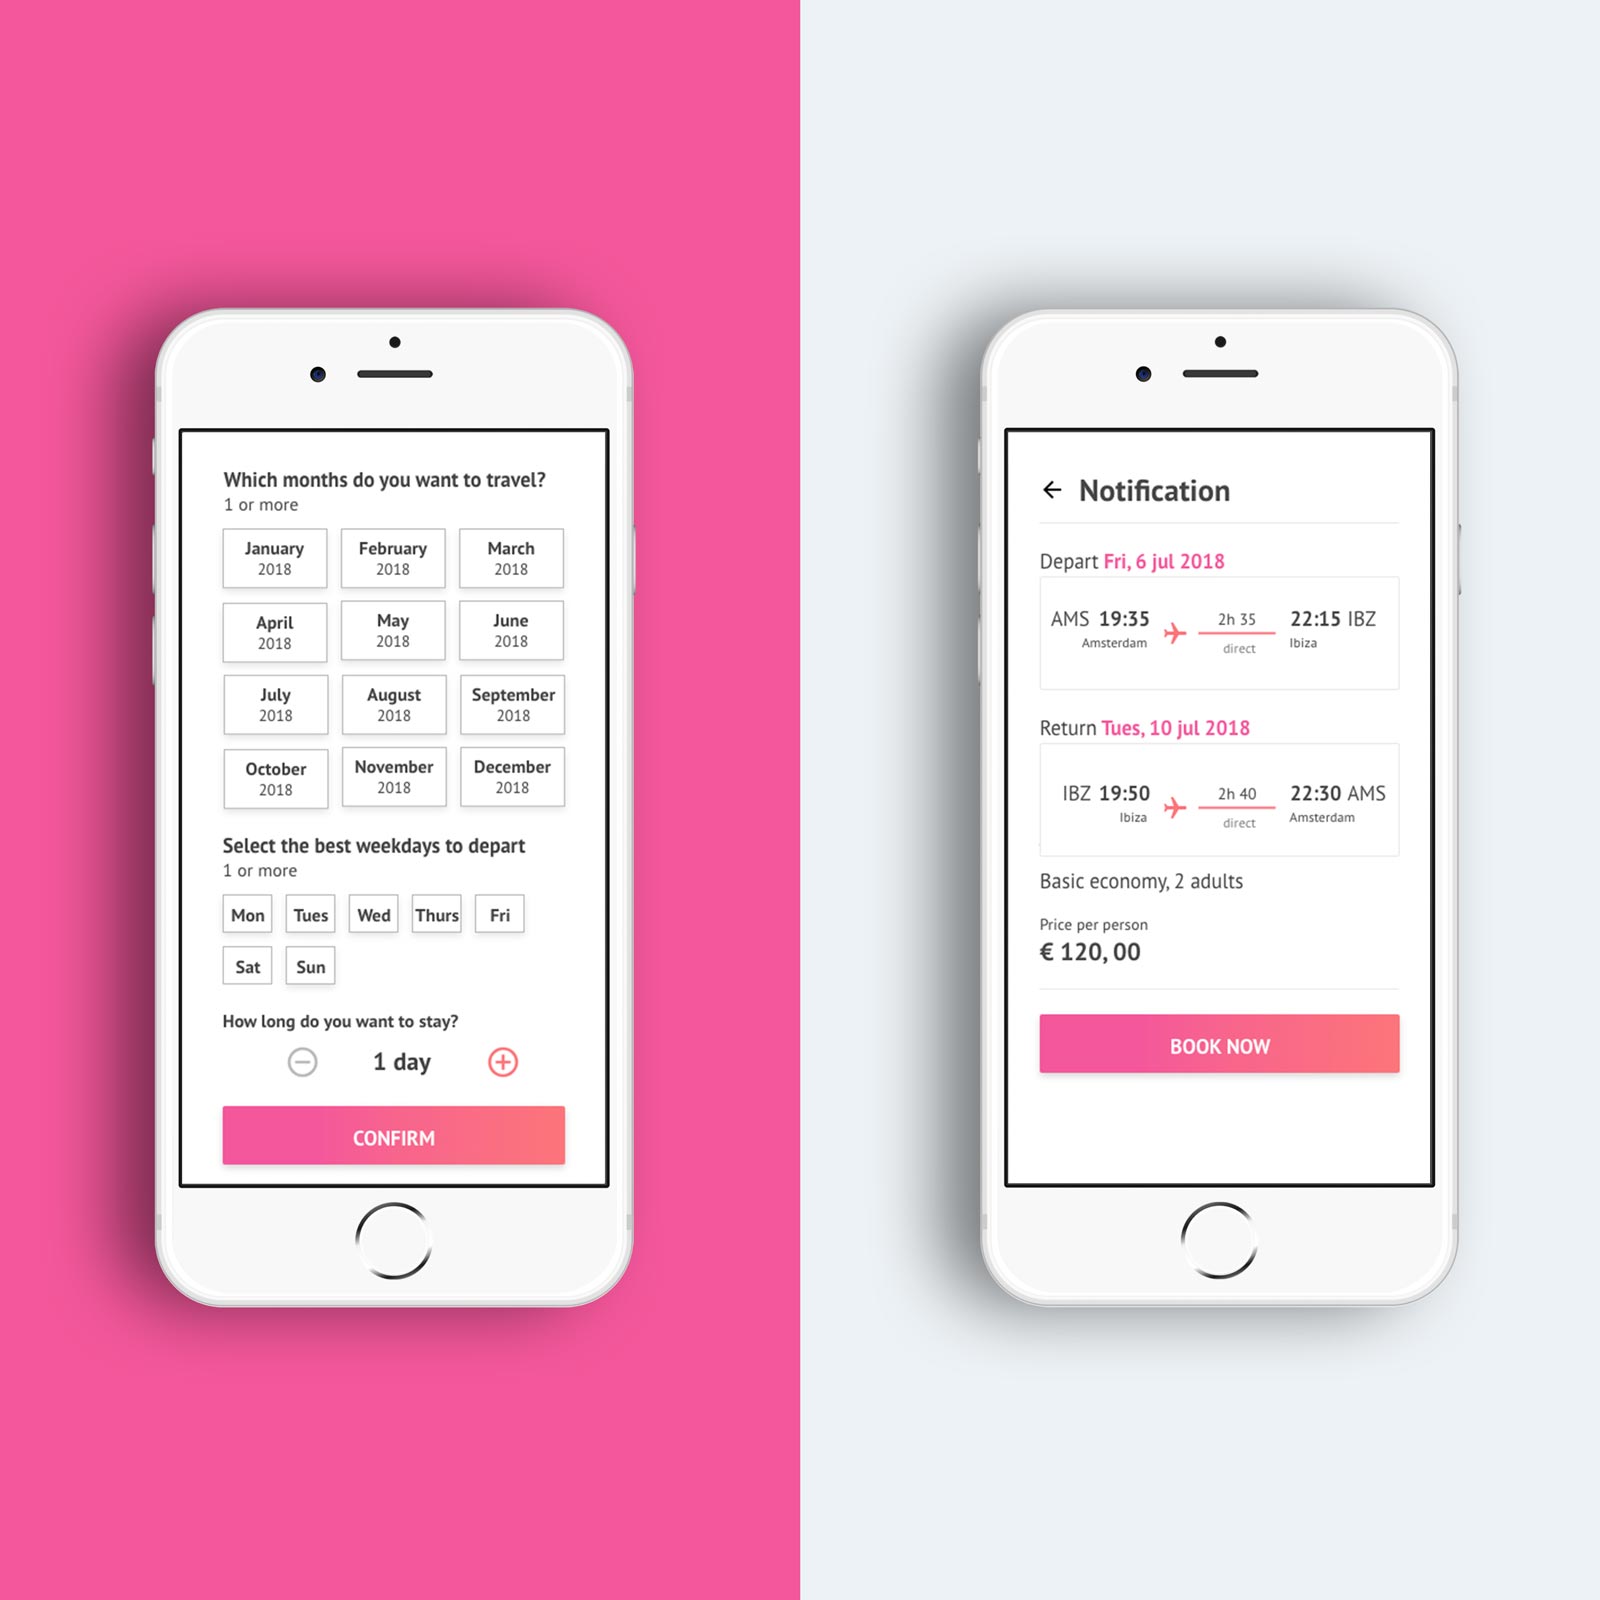 Which months do you want to travel?
1 or more
January February March
2018 2018 2018
April May June
2018 2018 2018
July August September
2018 2018 2018
October November December
2018 2018 2018
Select the best weekdays to depart
1 or more
Mon Tues Wed Thurs Fri
Sat Sun
How long do you want to stay?
1 day
CONFIRM
Notification
Depart Fri, 6 jul 2018
AMS 19:35 2h 35 22:15 IBZ
Amsterdam direct Ibiza
Return Tues, 10 jul 2018
IBZ 19:50 2h 40 22:30 AMS
Ibiza direct Amsterdam
Basic economy, 2 adults
Price per person
€ 120, 00
BOOK NOW